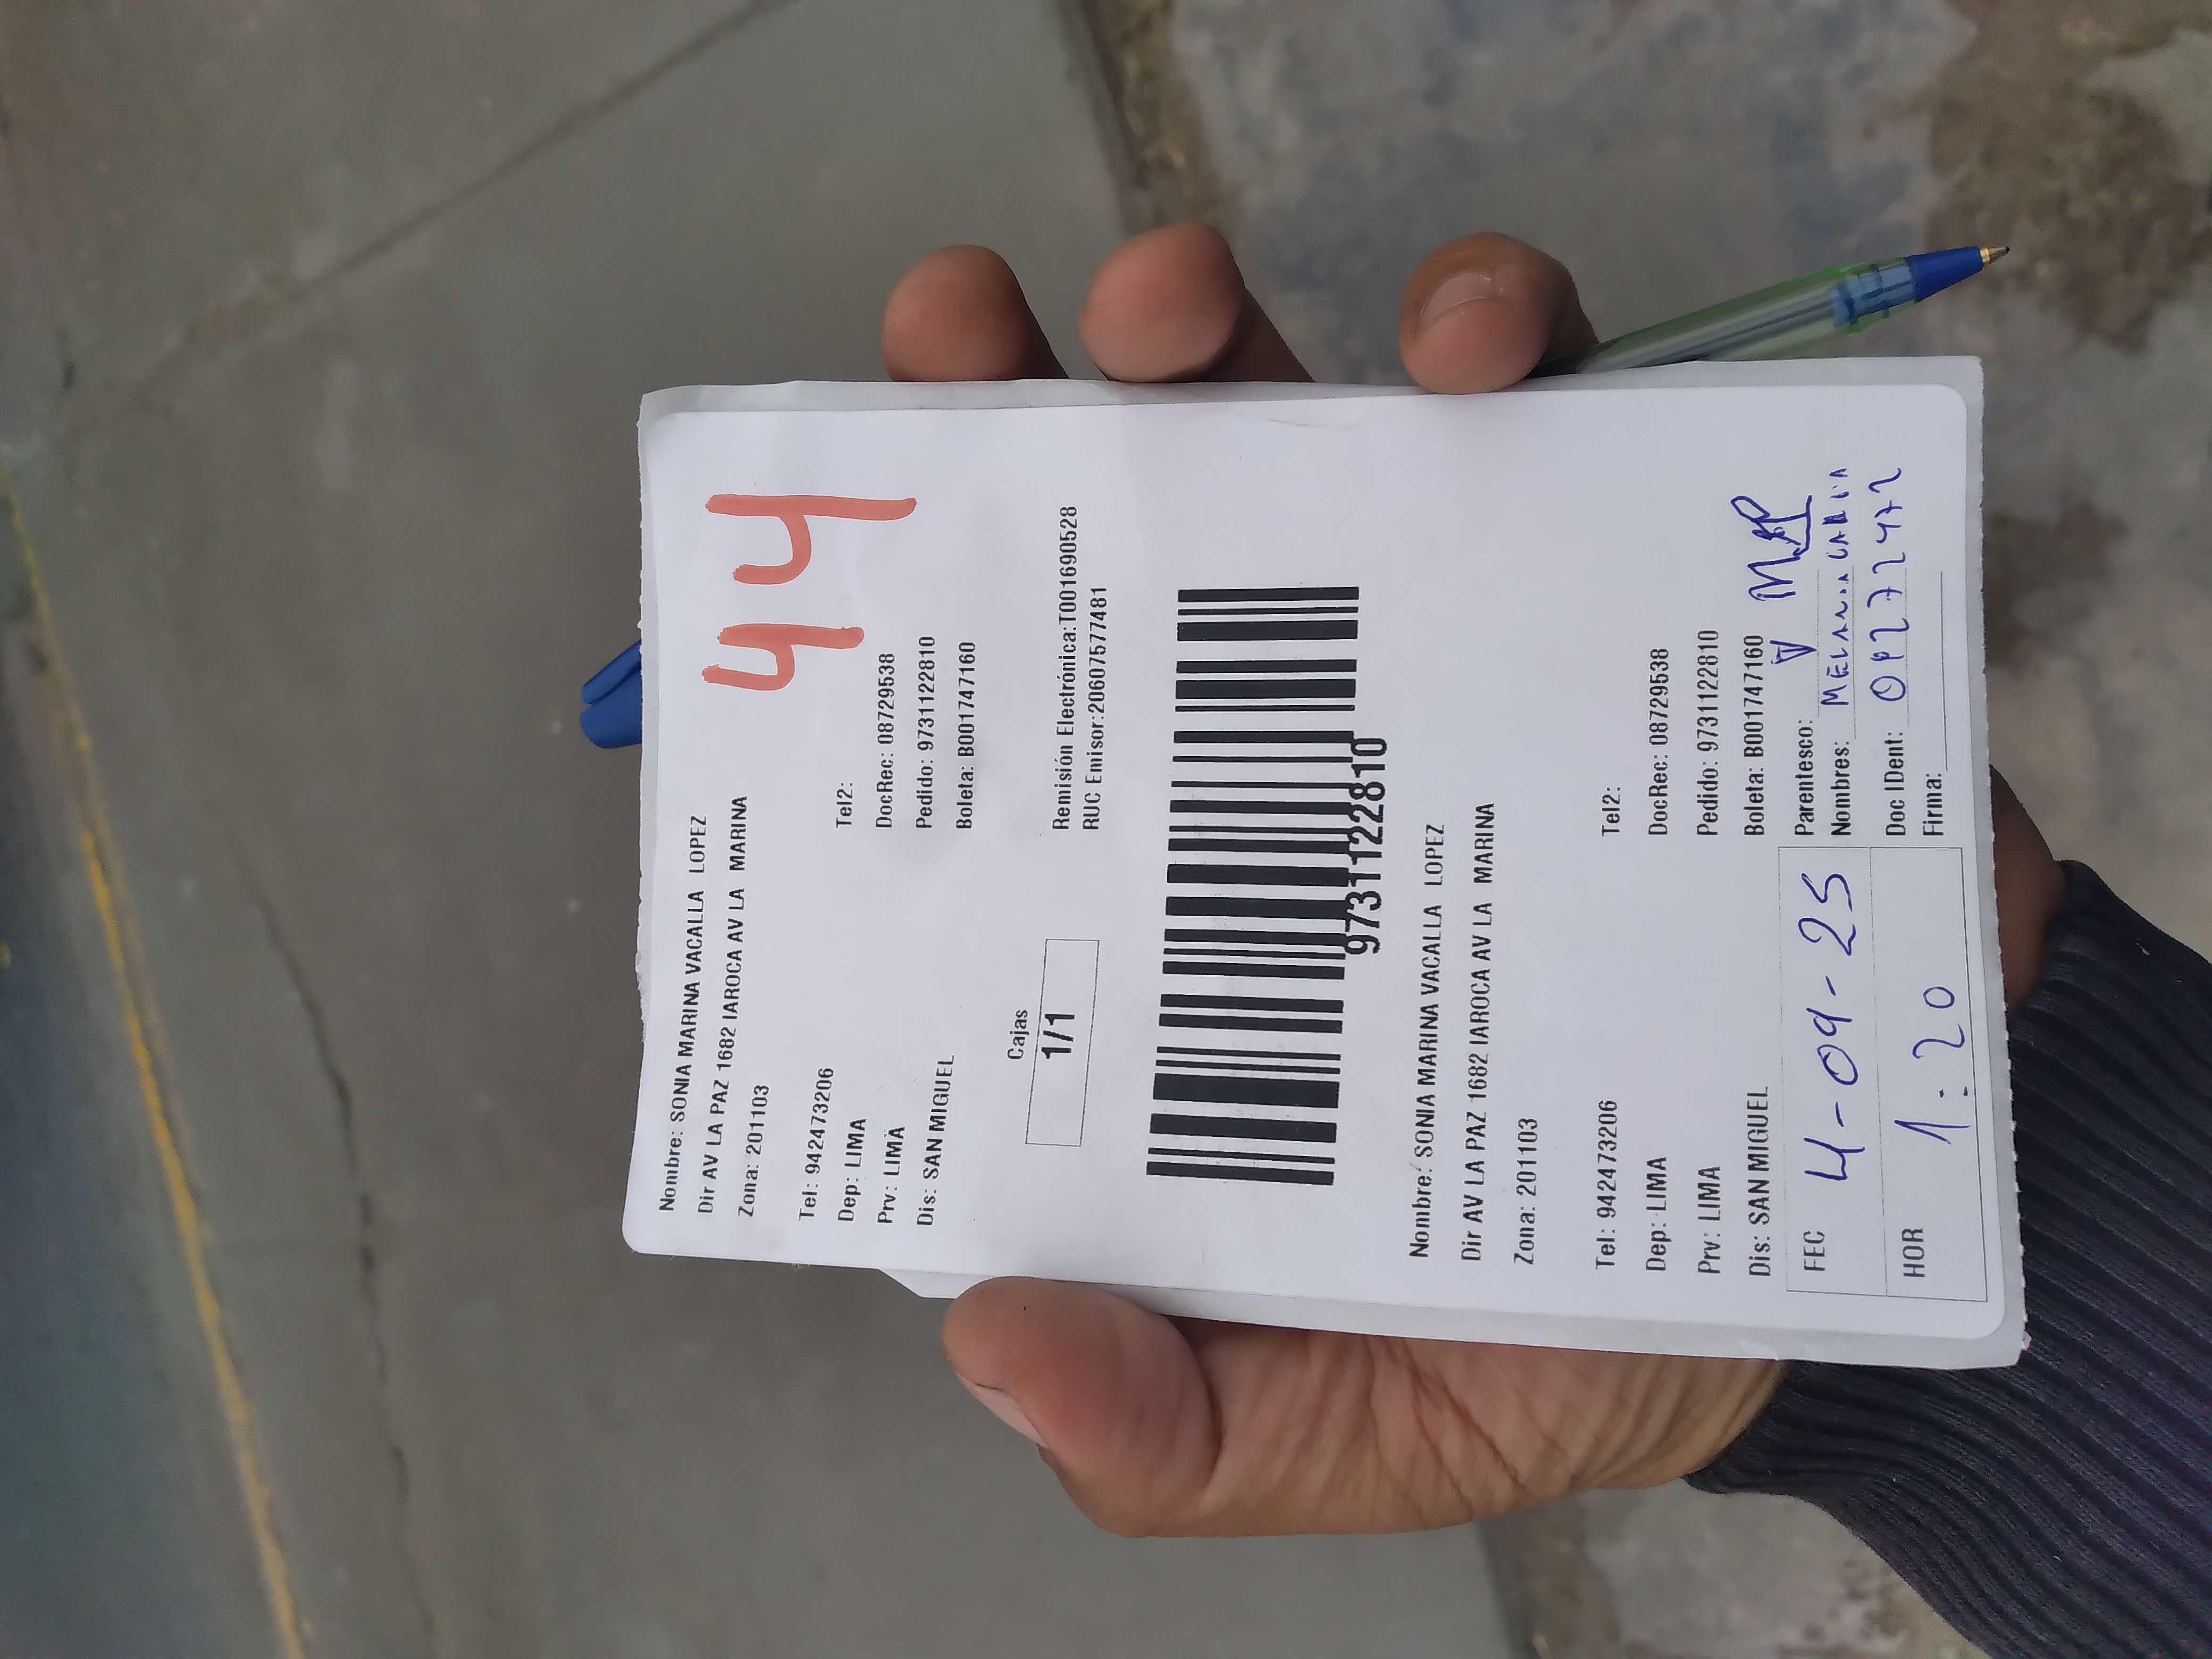 44
Nombre: SONIA MARINA VACALLA LOPEZ
Dir AV LA PAZ 1682 IAROCA AV LA MARINA
Zona: 201103
Tel: 942473206 Tel2:
Dep: LIMA DocRec: 08729538
Prv: LIMA Pedido: 9731122810
Dis: SAN MIGUEL Boleta: B001747160
Cajas
1/1
Remisión Electrónica:T001690528
RUC Emisor:20607577481
9731122810
Nombre: SONIA MARINA VACALLA LOPEZ
Dir AV LA PAZ 1682 IAROCA AV LA MARINA
Zona: 201103
Tel: 942473206 Tel2:
Dep: LIMA DocRec: 08729538
Prv: LIMA Pedido: 9731122810
Dis: SAN MIGUEL Boleta: B001747160
FEC 4-09-25
HOR 1:20
Parentesco:
Nombres:
Doc IDent:
Firma: